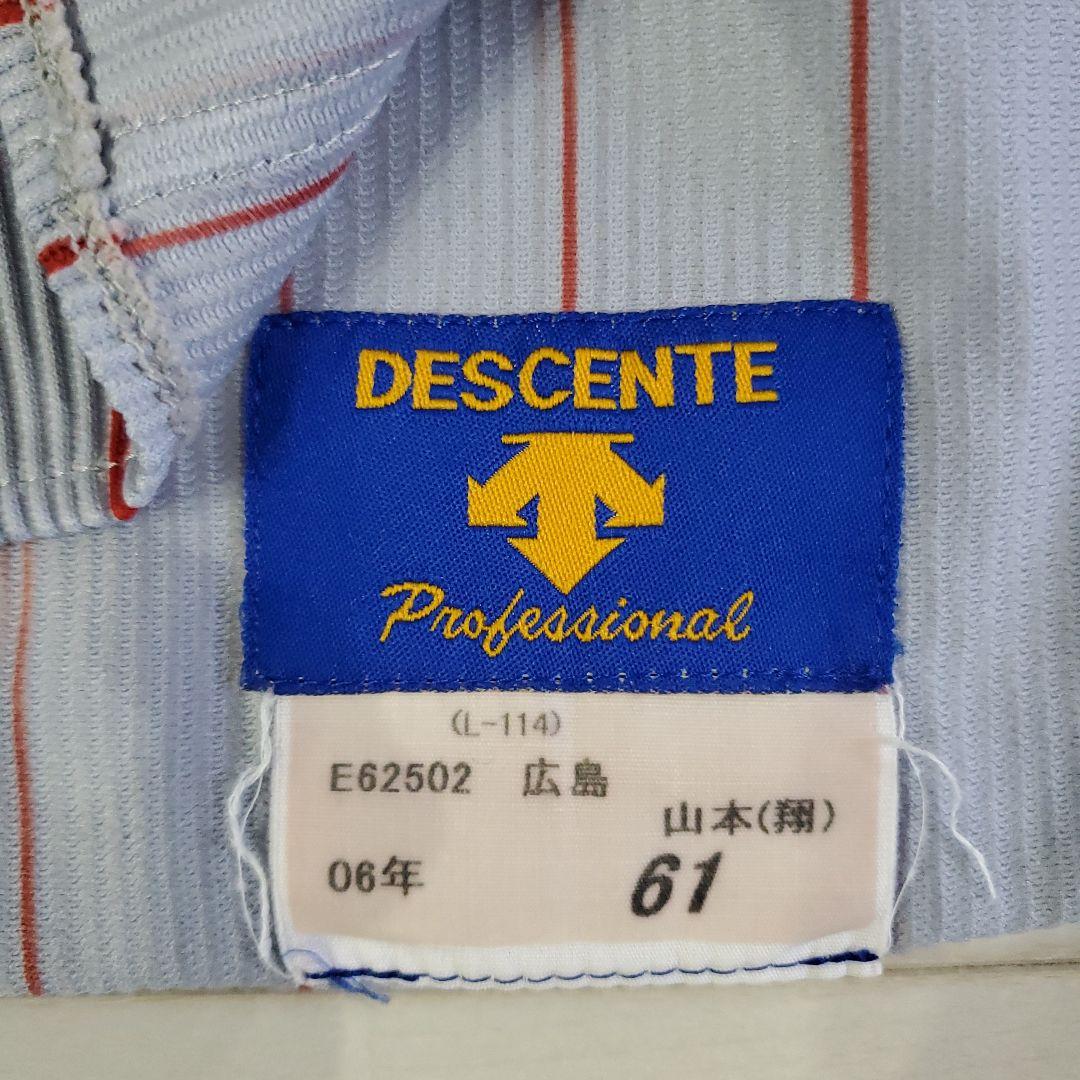 DESCENTE
Professional
(L-114)
E62502 広島
山本(翔)
06年 61